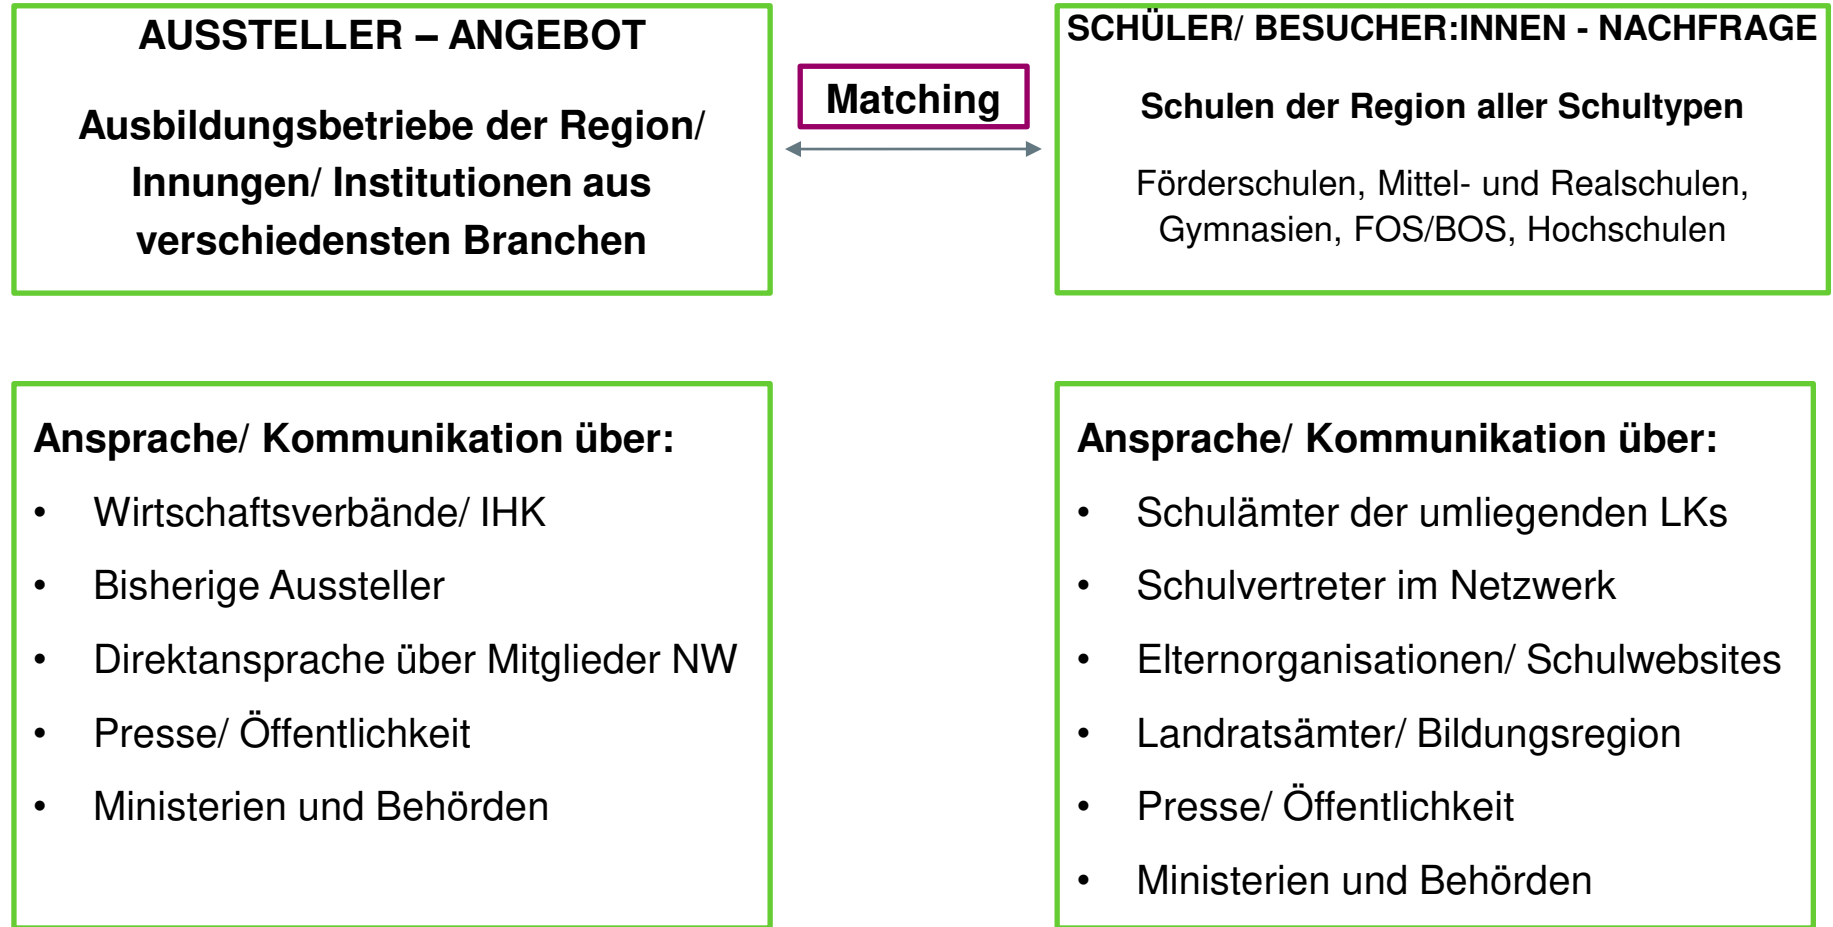 AUSSTELLER – ANGEBOT
Ausbildungsbetriebe der Region/
Innungen/ Institutionen aus
verschiedensten Branchen
Matching
SCHÜLER/ BESUCHER:INNEN - NACHFRAGE
Schulen der Region aller Schultypen
Förderschulen, Mittel- und Realschulen,
Gymnasien, FOS/BOS, Hochschulen
Ansprache/ Kommunikation über:
• Wirtschaftsverbände/ IHK
• Bisherige Aussteller
• Direktansprache über Mitglieder NW
• Presse/ Öffentlichkeit
• Ministerien und Behörden
Ansprache/ Kommunikation über:
• Schulämter der umliegenden LKs
• Schulvertreter im Netzwerk
• Elternorganisationen/ Schulwebsites
• Landratsämter/ Bildungsregion
• Presse/ Öffentlichkeit
• Ministerien und Behörden